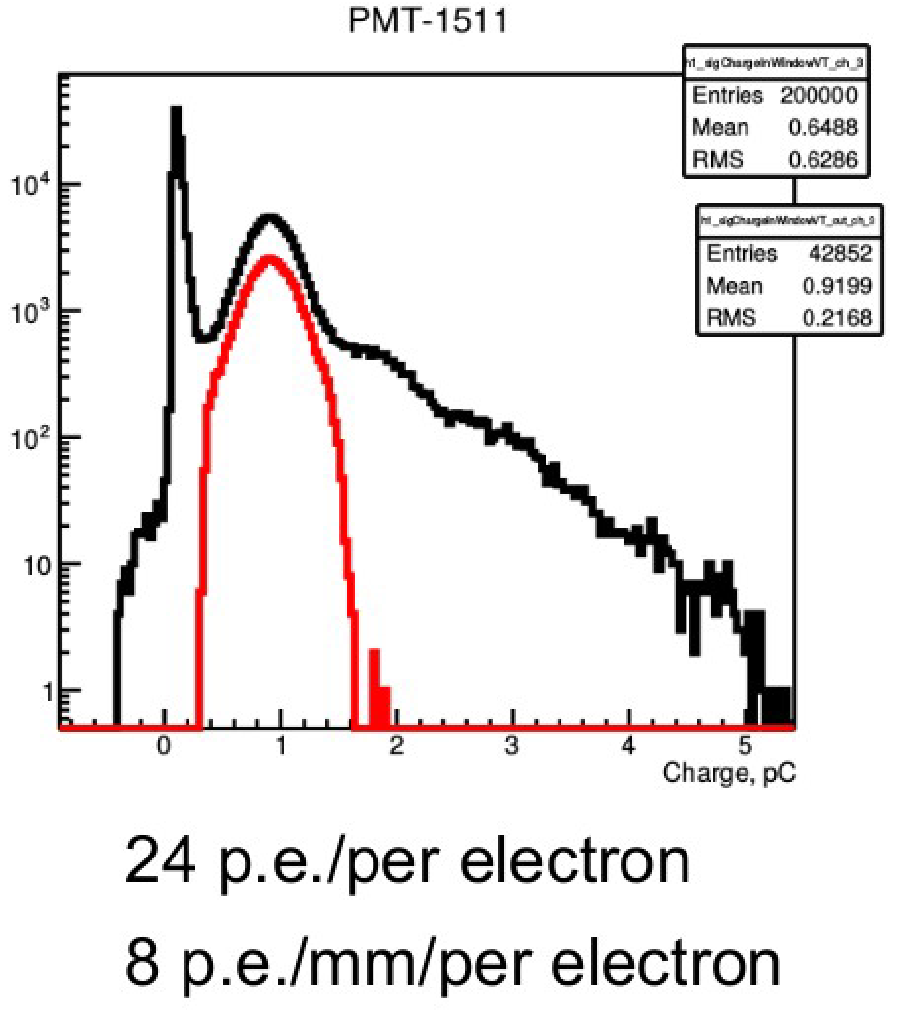 PMT-1511
h1_sigChargeInWindowVT_ch_3
Entries 200000
Mean 0.6488
RMS 0.6286
h1_sigChargeInWindowVT_cut_ch_3
Entries 42852
Mean 0.9199
RMS 0.2168
10⁴
10³
10²
10
1
0 1 2 3 4 5
Charge, pC
24 p.e./per electron
8 p.e./mm/per electron